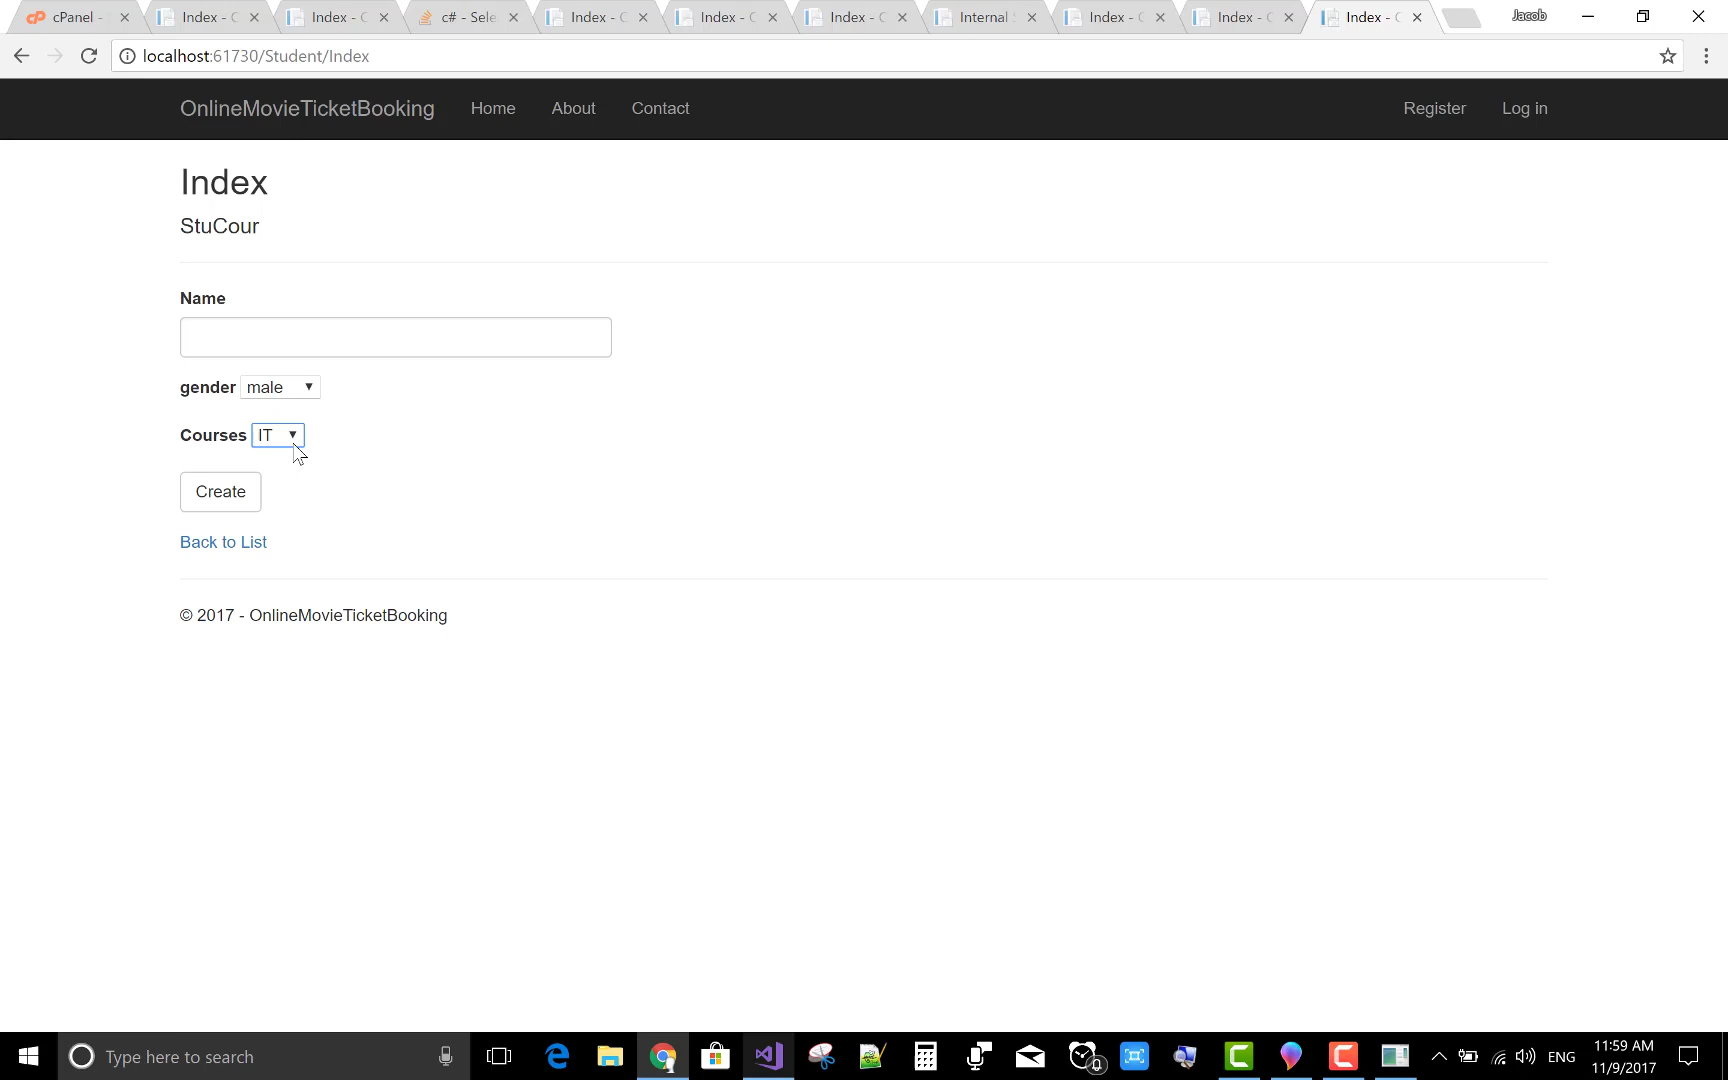 cPanel -
Index - C
Index - C
c# - Sele
Index - C
Index - C
Index - C
Internal S
Index - C
Index - C
Index - C
Jacob
localhost:61730/Student/Index
OnlineMovieTicketBooking
Home
About
Contact
Register
Log in
Index
StuCour
Name
gender male
Courses IT
Create
Back to List
© 2017 - OnlineMovieTicketBooking
Type here to search
ENG
11:59 AM
11/9/2017